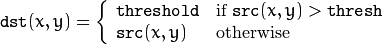 dst(x,y) = { threshold if src(x,y) > thresh
src(x,y) otherwise